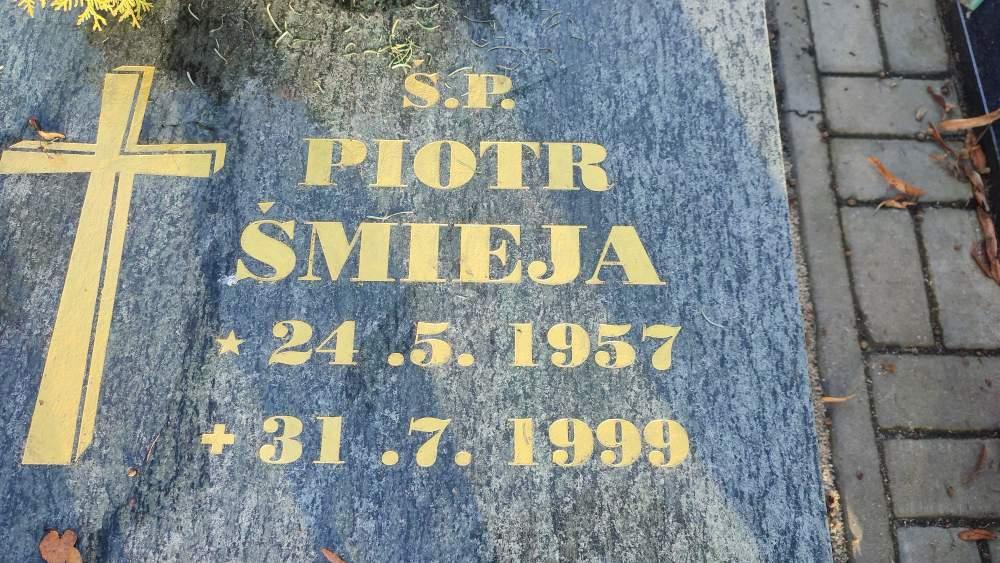 Ś.P.
PIOTR
ŚMIEJA
* 24.5.1957
+ 31.7.1999